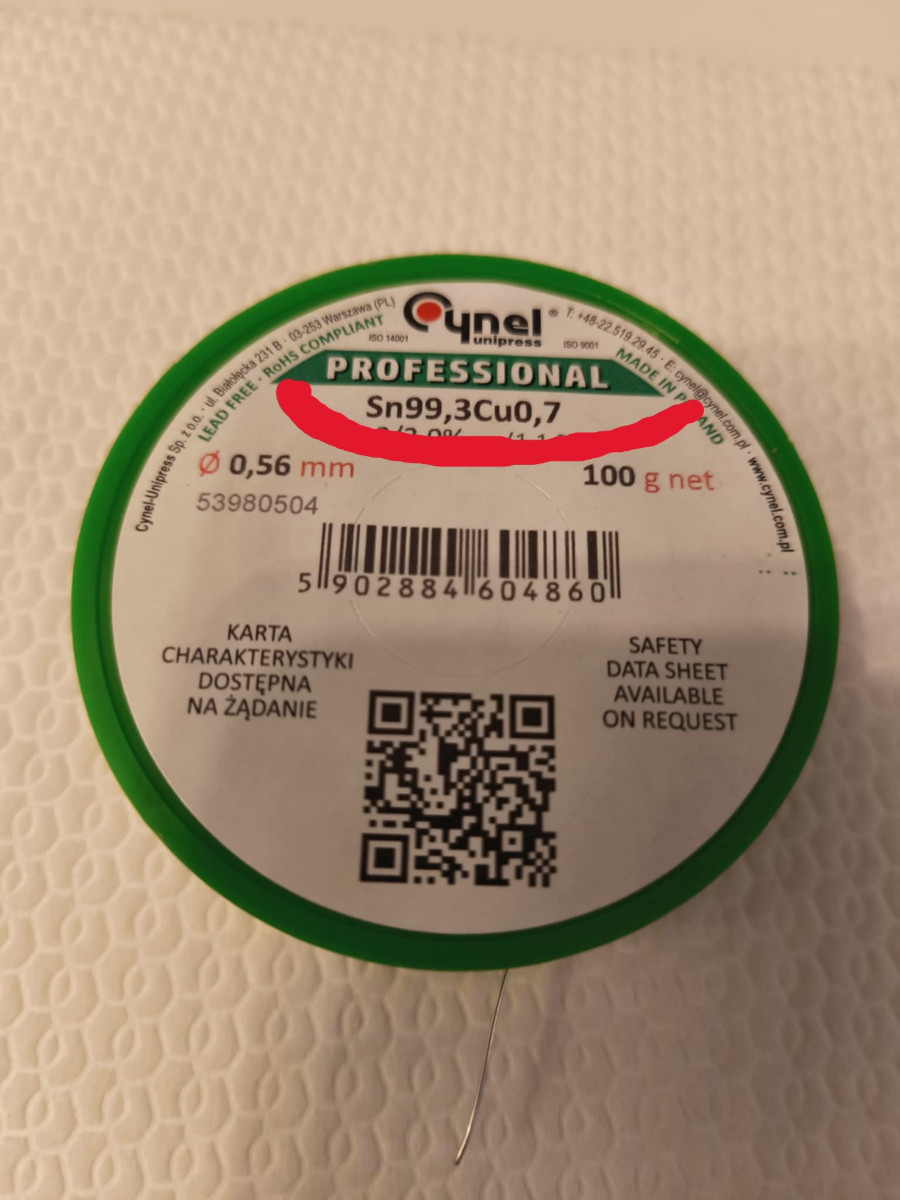 Cynel-Unipress Sp. z o.o. · ul. Białołęcka 231 B · 03-253 Warszawa (PL)
LEAD FREE · RoHS COMPLIANT
ISO 14001
Cynel®
unipress
ISO 9001
T: +48-22.519.29.45 · E: cynel@cynel.com.pl · www.cynel.com.pl
MADE IN
PROFESSIONAL
Sn99,3Cu0,7
Ø 0,56 mm
100 g net
53980504
5 902884 604860
KARTA
CHARAKTERYSTYKI
DOSTĘPNA
NA ŻĄDANIE
SAFETY
DATA SHEET
AVAILABLE
ON REQUEST